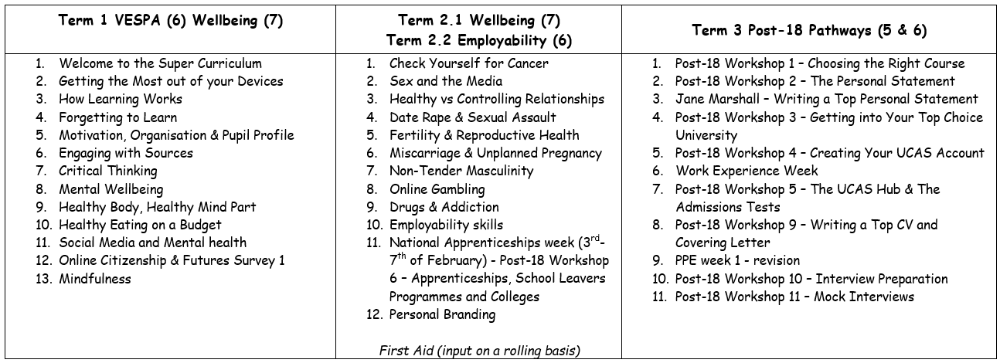 Term 1 VESPA (6) Wellbeing (7)
1. Welcome to the Super Curriculum
2. Getting the Most out of your Devices
3. How Learning Works
4. Forgetting to Learn
5. Motivation, Organisation & Pupil Profile
6. Engaging with Sources
7. Critical Thinking
8. Mental Wellbeing
9. Healthy Body, Healthy Mind Part
10. Healthy Eating on a Budget
11. Social Media and Mental health
12. Online Citizenship & Futures Survey 1
13. Mindfulness
Term 2.1 Wellbeing (7)
Term 2.2 Employability (6)
1. Check Yourself for Cancer
2. Sex and the Media
3. Healthy vs Controlling Relationships
4. Date Rape & Sexual Assault
5. Fertility & Reproductive Health
6. Miscarriage & Unplanned Pregnancy
7. Non-Tender Masculinity
8. Online Gambling
9. Drugs & Addiction
10. Employability skills
11. National Apprenticeships week (3rd-
7th of February) - Post-18 Workshop
6 – Apprenticeships, School Leavers
Programmes and Colleges
12. Personal Branding
First Aid (input on a rolling basis)
Term 3 Post-18 Pathways (5 & 6)
1. Post-18 Workshop 1 – Choosing the Right Course
2. Post-18 Workshop 2 – The Personal Statement
3. Jane Marshall – Writing a Top Personal Statement
4. Post-18 Workshop 3 – Getting into Your Top Choice
University
5. Post-18 Workshop 4 – Creating Your UCAS Account
6. Work Experience Week
7. Post-18 Workshop 5 – The UCAS Hub & The
Admissions Tests
8. Post-18 Workshop 9 – Writing a Top CV and
Covering Letter
9. PPE week 1 - revision
10. Post-18 Workshop 10 – Interview Preparation
11. Post-18 Workshop 11 – Mock Interviews